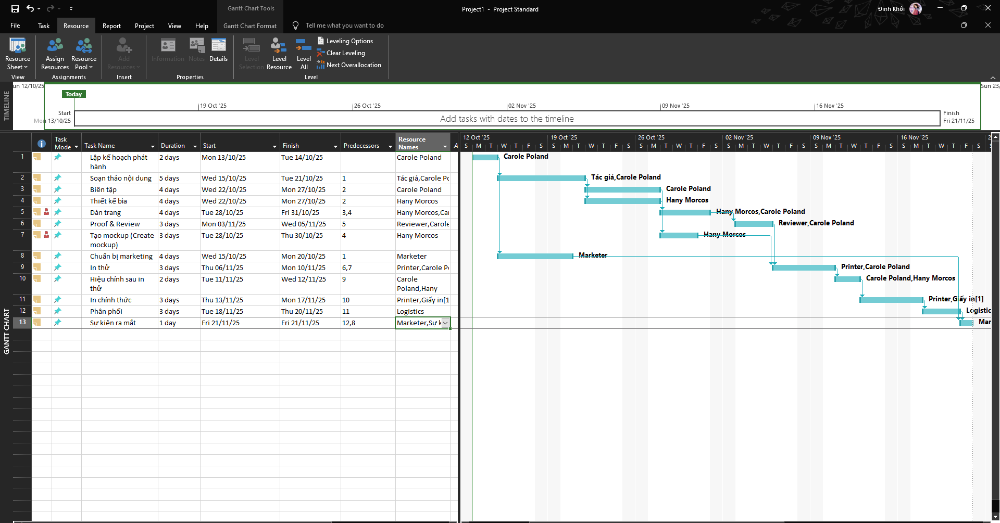 Gantt Chart Tools
Project1 - Project Standard
Đinh Khôi
File Task Resource Report Project View Help Gantt Chart Format Tell me what you want to do
Resource Sheet
Assign Resources
Resource Pool
Add Resources
Information
Notes
Details
Level Selection
Level Resource
Level All
Leveling Options
Clear Leveling
Next Overallocation
View Assignments Insert Properties Level
TIMELINE
un 12/10/25
Sun 23/
Today
19 Oct '25 26 Oct '25 02 Nov '25 09 Nov '25 16 Nov '25
Start
Mon 13/10/25
Add tasks with dates to the timeline
Finish
Fri 21/11/25
GANTT CHART
Task Mode Task Name Duration Start Finish Predecessors Resource Names A
12 Oct '25 19 Oct '25 26 Oct '25 02 Nov '25 09 Nov '25 16 Nov '25 2
S M T W T F S S M T W T F S S M T W T F S S M T W T F S S M T W T F S S M T W T F S S
1 Lập kế hoạch phát hành 2 days Mon 13/10/25 Tue 14/10/25 Carole Poland
2 Soạn thảo nội dung 5 days Wed 15/10/25 Tue 21/10/25 1 Tác giả,Carole Po
3 Biên tập 4 days Wed 22/10/25 Mon 27/10/25 2 Carole Poland
4 Thiết kế bìa 4 days Wed 22/10/25 Mon 27/10/25 2 Hany Morcos
5 Dàn trang 4 days Tue 28/10/25 Fri 31/10/25 3,4 Hany Morcos,Car
6 Proof & Review 3 days Mon 03/11/25 Wed 05/11/25 5 Reviewer,Carole
7 Tạo mockup (Create mockup) 3 days Tue 28/10/25 Thu 30/10/25 4 Hany Morcos
8 Chuẩn bị marketing 4 days Wed 15/10/25 Mon 20/10/25 1 Marketer
9 In thử 3 days Thu 06/11/25 Mon 10/11/25 6,7 Printer,Carole P
10 Hiệu chỉnh sau in thử 2 days Tue 11/11/25 Wed 12/11/25 9 Carole Poland,Hany
11 In chính thức 3 days Thu 13/11/25 Mon 17/11/25 10 Printer,Giấy in[1
12 Phân phối 3 days Tue 18/11/25 Thu 20/11/25 11 Logistics
13 Sự kiện ra mắt 1 day Fri 21/11/25 Fri 21/11/25 12,8 Marketer,Sự k
Carole Poland
Tác giả,Carole Poland
Carole Poland
Hany Morcos
Hany Morcos,Carole Poland
Reviewer,Carole Poland
Hany Morcos
Marketer
Printer,Carole Poland
Carole Poland,Hany Morcos
Printer,Giấy in[1]
Logistic
Mar